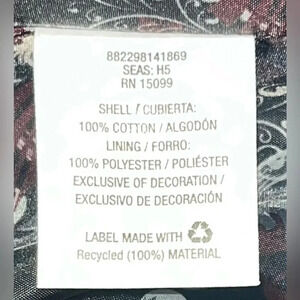 882298141869
SEAS: H5
RN 15099
SHELL / CUBIERTA:
100% COTTON / ALGODÓN
LINING / FORRO:
100% POLYESTER / POLIÉSTER
EXCLUSIVE OF DECORATION /
EXCLUSIVO DE DECORACIÓN
LABEL MADE WITH
Recycled (100%) MATERIAL